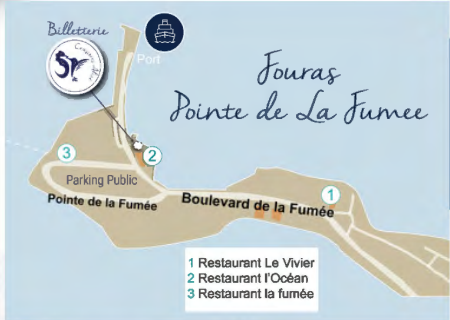 Billetterie
Port
Fouras
Pointe de La Fumee
3
2
Parking Public
Pointe de la Fumée
Boulevard de la Fumée
1
1 Restaurant Le Vivier
2 Restaurant l'Océan
3 Restaurant la fumée